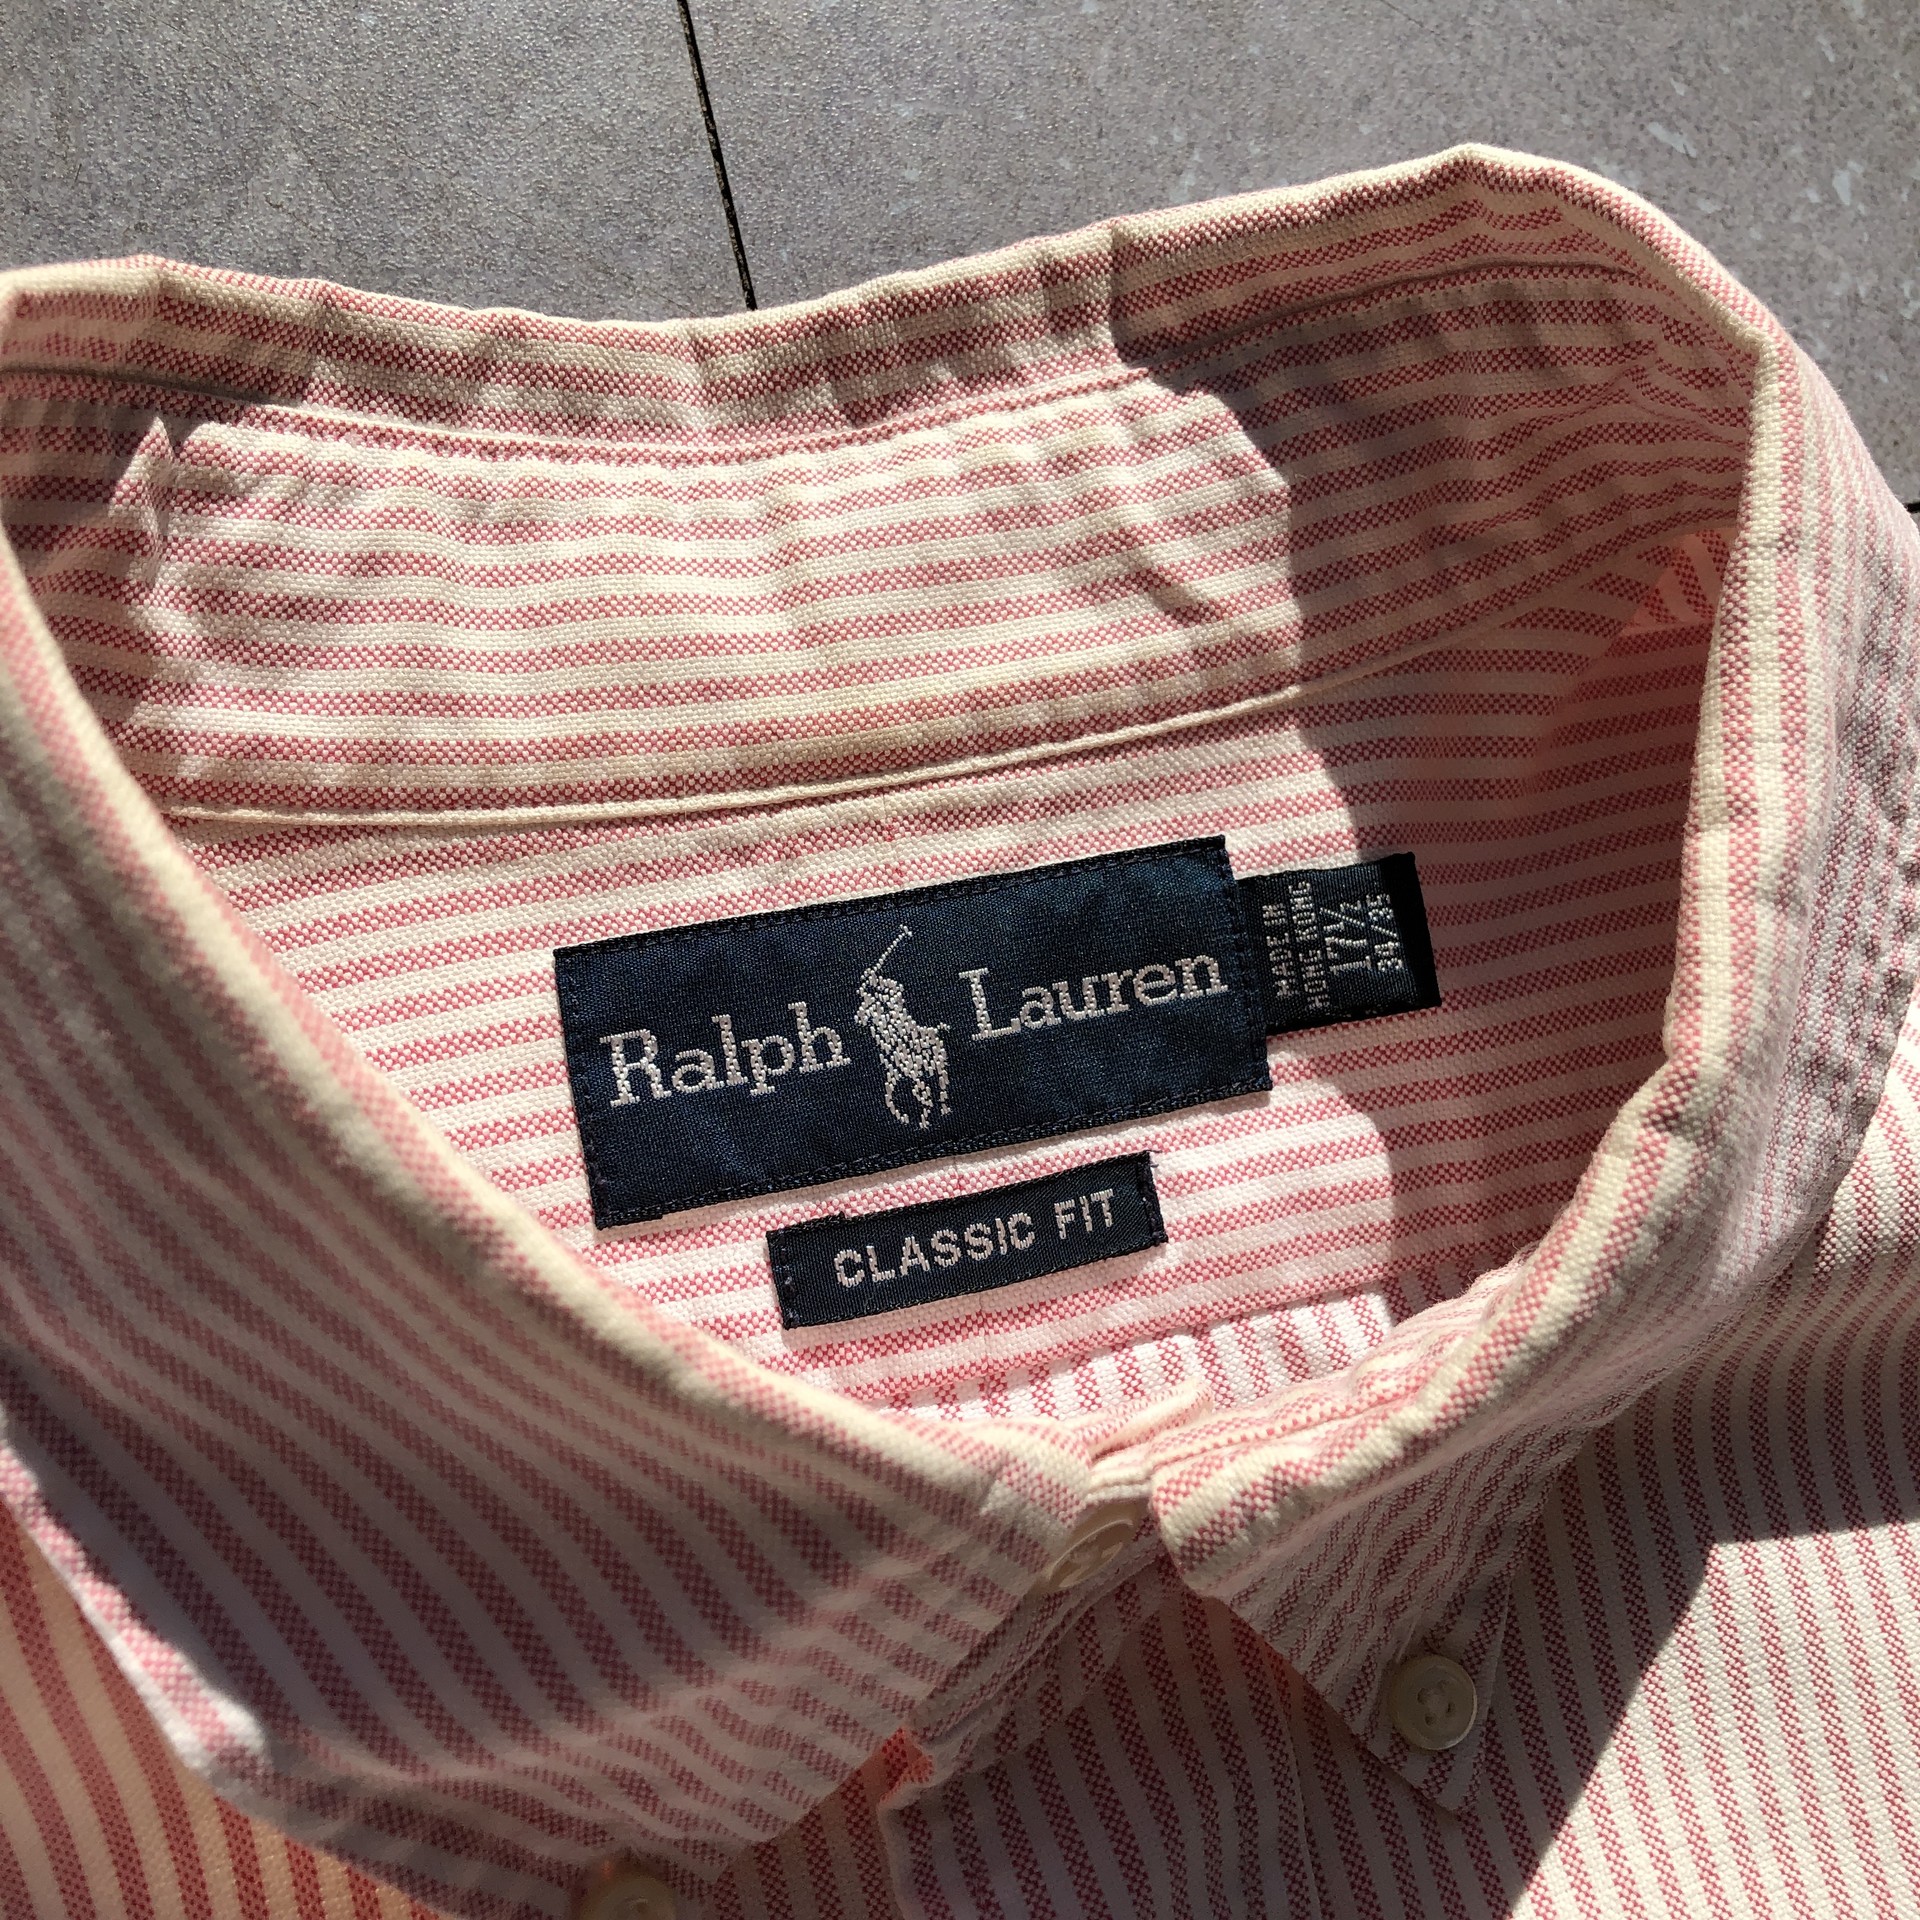 Ralph Lauren
MADE IN
HONG KONG
17½
CLASSIC FIT